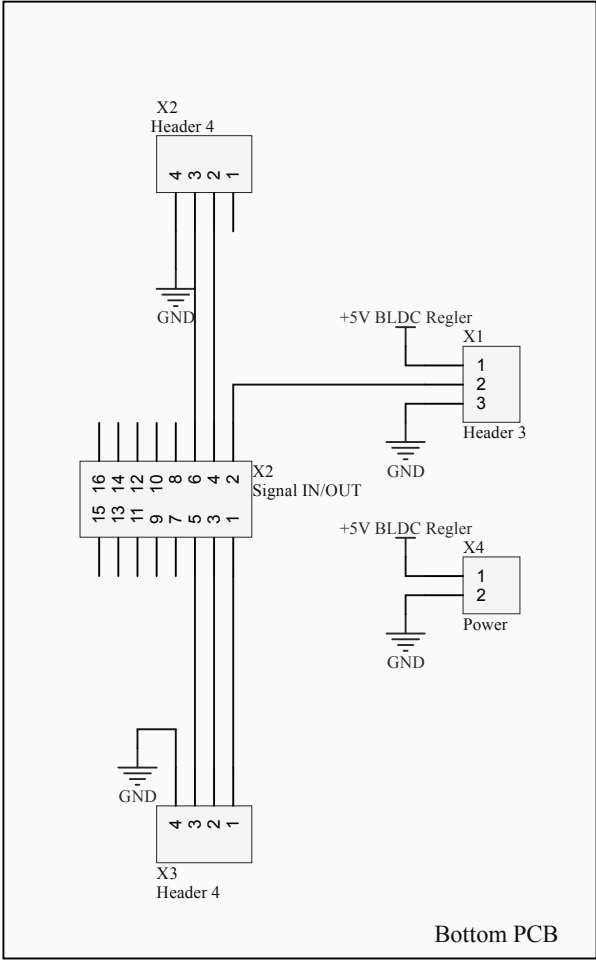 X2
Header 4
4 3 2 1
GND
+5V BLDC Regler
X1
1
2
3
Header 3
GND
16 14 12 10 8 6 4 2
X2
Signal IN/OUT
15 13 11 9 7 5 3 1
+5V BLDC Regler
X4
1
2
Power
GND
GND
4 3 2 1
X3
Header 4
Bottom PCB